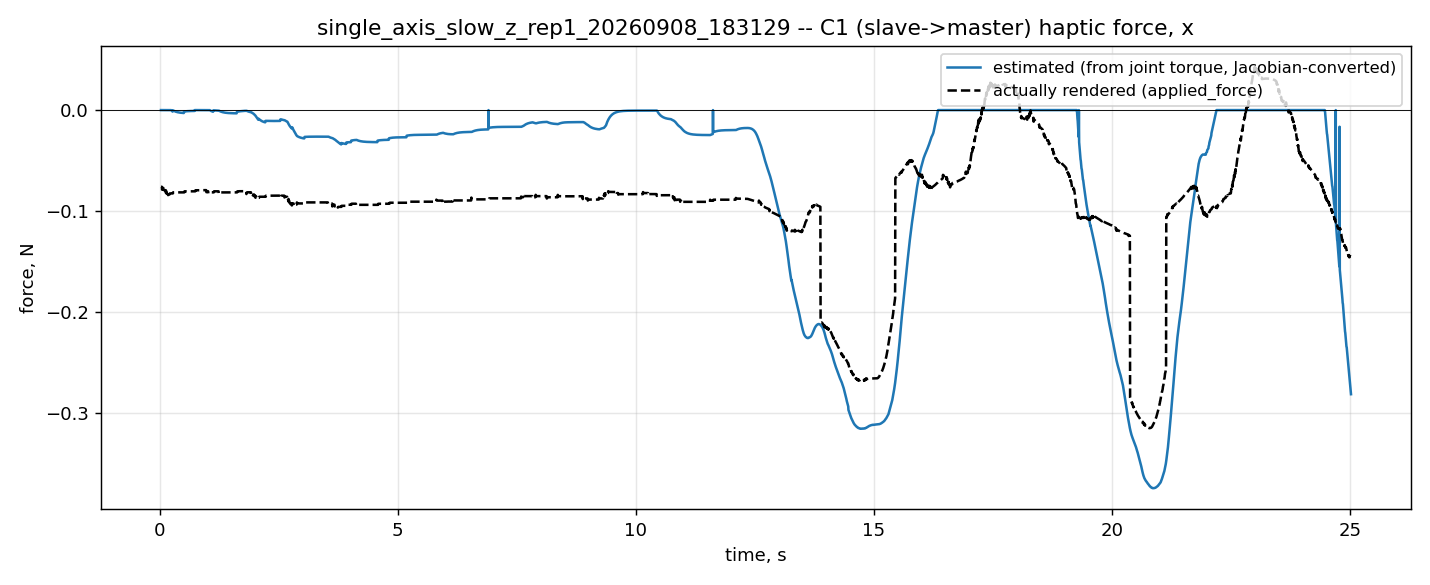 single_axis_slow_z_rep1_20260908_183129 -- C1 (slave->master) haptic force, x
estimated (from joint torque, Jacobian-converted)
actually rendered (applied_force)
force, N
0.0
−0.1
−0.2
−0.3
0
5
10
15
20
25
time, s